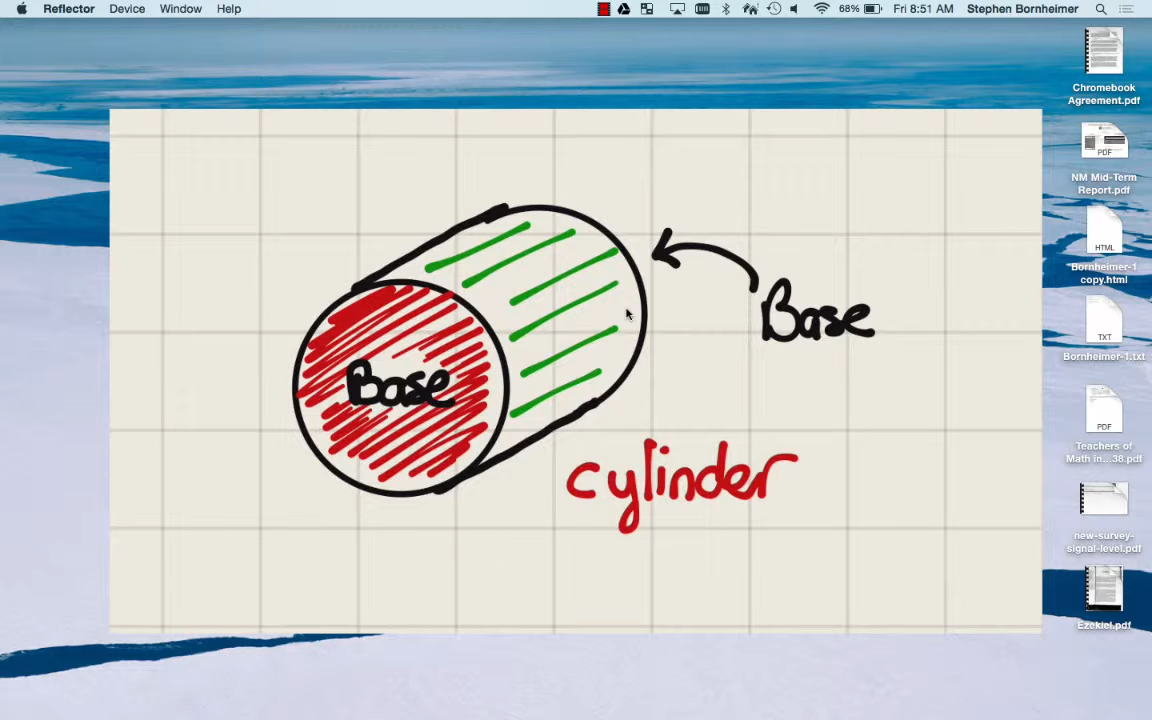 Reflector Device Window Help 68% Fri 8:51 AM Stephen Bornheimer
Chromebook
Agreement.pdf
PDF
NM Mid-Term
Report.pdf
HTML
Bornheimer-1
copy.html
TXT
Bornheimer-1.txt
PDF
Teachers of
Math in...38.pdf
new-survey-
signal-level.pdf
Ezekiel.pdf
Base
Base
cylinder